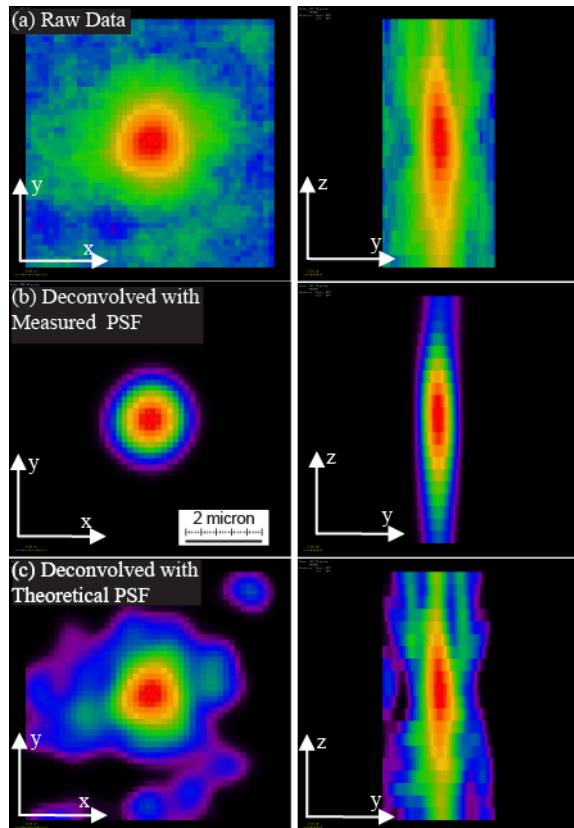 (a) Raw Data
y
x
z
y
(b) Deconvolved with
Measured PSF
y
x
2 micron
z
y
(c) Deconvolved with
Theoretical PSF
y
x
z
y